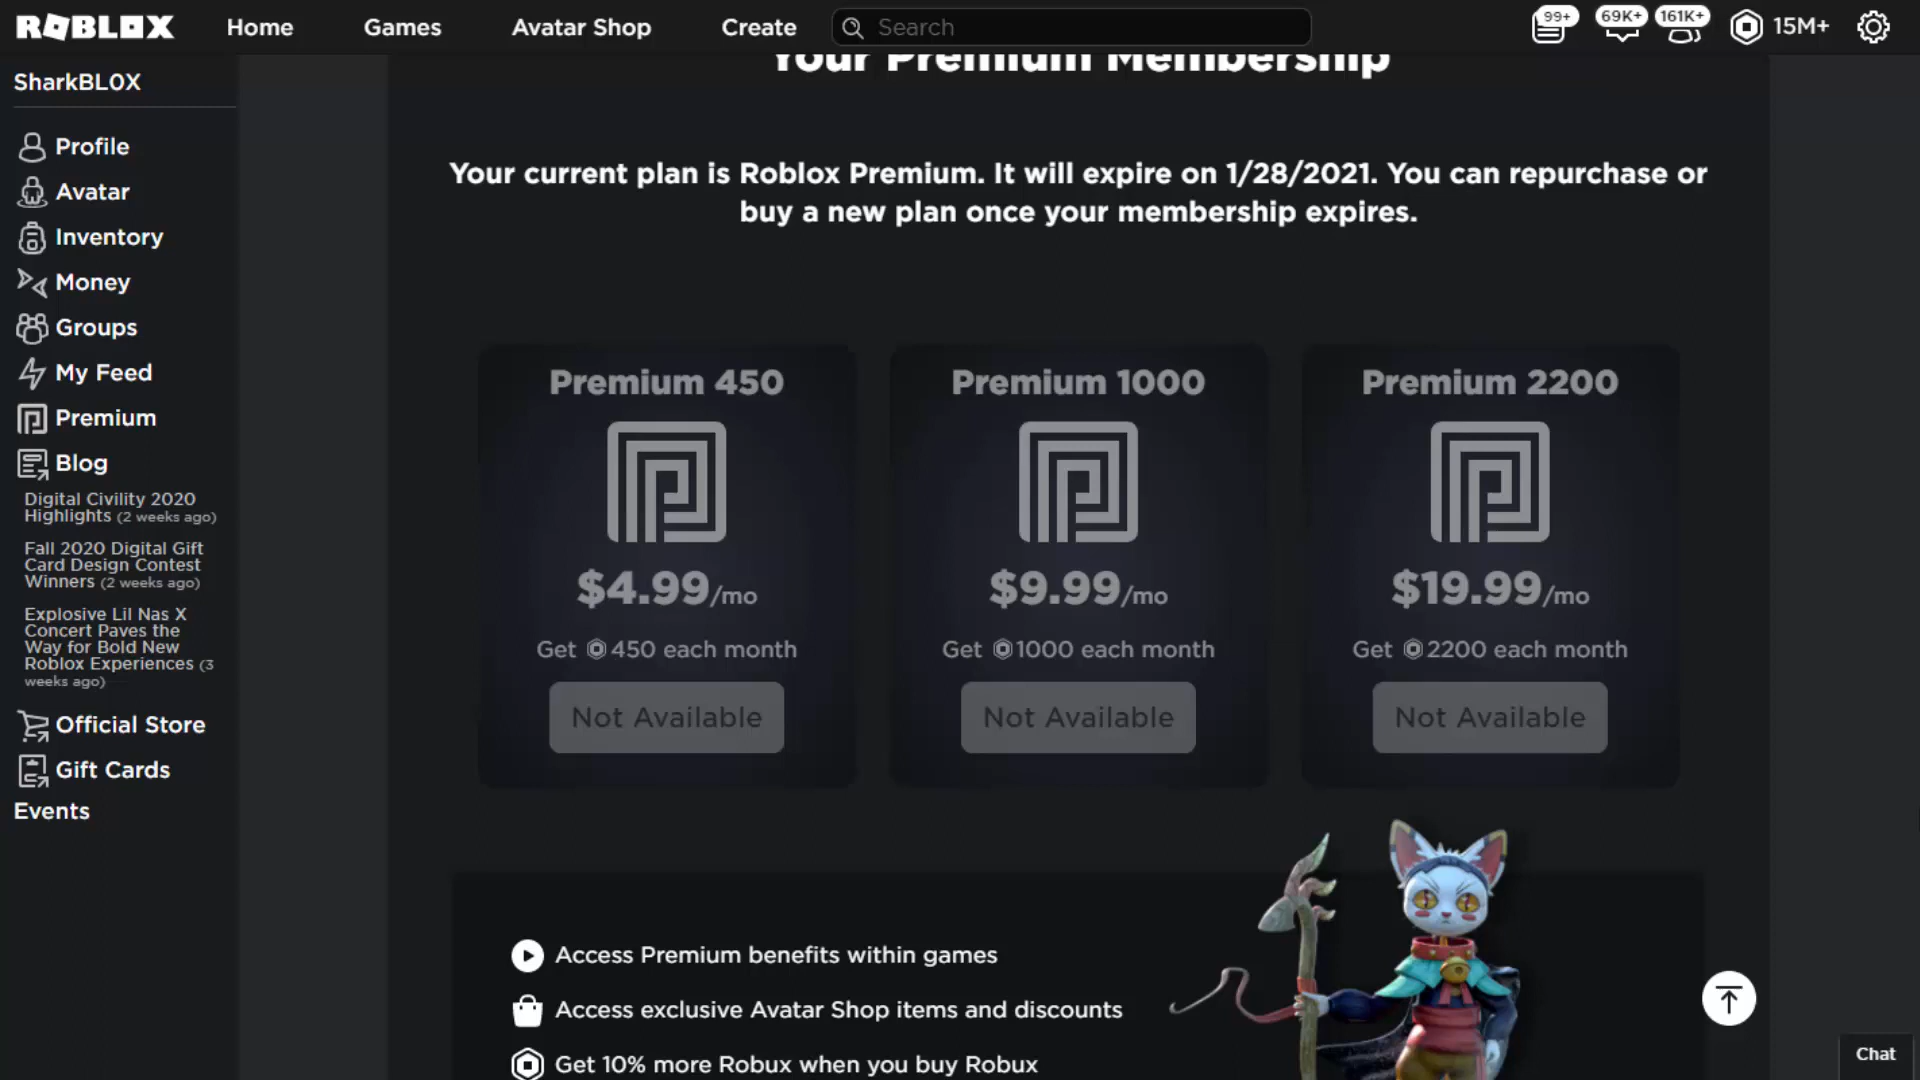 ROBLOX
Home
Games
Avatar Shop
Create
Search
99+
69K+
161K+
15M+
SharkBL0X
Profile
Avatar
Inventory
Money
Groups
My Feed
Premium
Blog
Digital Civility 2020
Highlights (2 weeks ago)
Fall 2020 Digital Gift
Card Design Contest
Winners (2 weeks ago)
Explosive Lil Nas X
Concert Paves the
Way for Bold New
Roblox Experiences (3
weeks ago)
Official Store
Gift Cards
Events
Your Premium Membership
Your current plan is Roblox Premium. It will expire on 1/28/2021. You can repurchase or
buy a new plan once your membership expires.
Premium 450
$4.99/mo
Get 450 each month
Not Available
Premium 1000
$9.99/mo
Get 1000 each month
Not Available
Premium 2200
$19.99/mo
Get 2200 each month
Not Available
Access Premium benefits within games
Access exclusive Avatar Shop items and discounts
Get 10% more Robux when you buy Robux
Chat